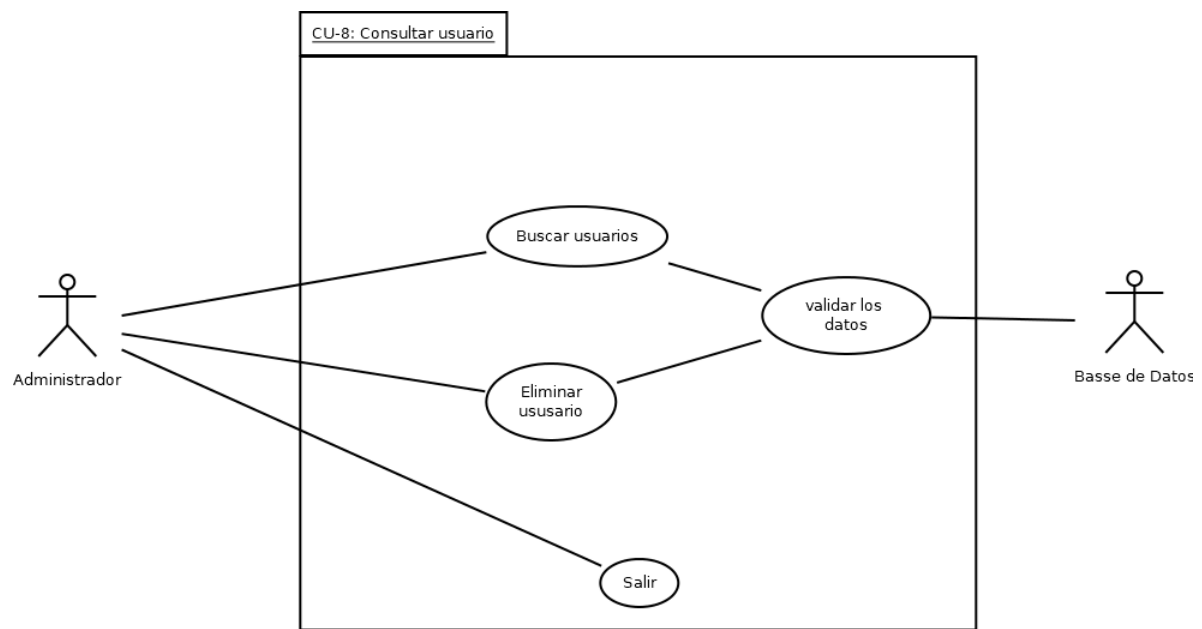 CU-8: Consultar usuario
Buscar usuarios
validar los
datos
Administrador
Basse de Datos
Eliminar
ususario
Salir